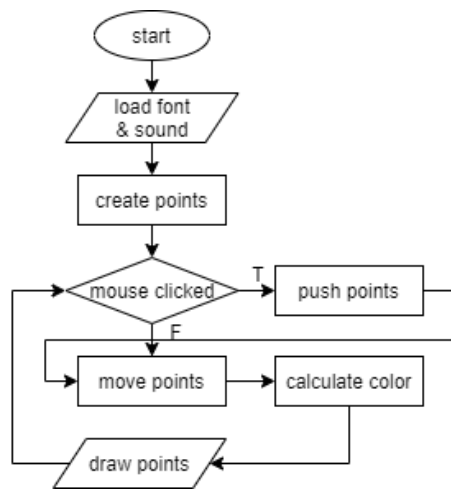 start
load font
& sound
create points
mouse clicked
T
push points
F
move points
calculate color
draw points